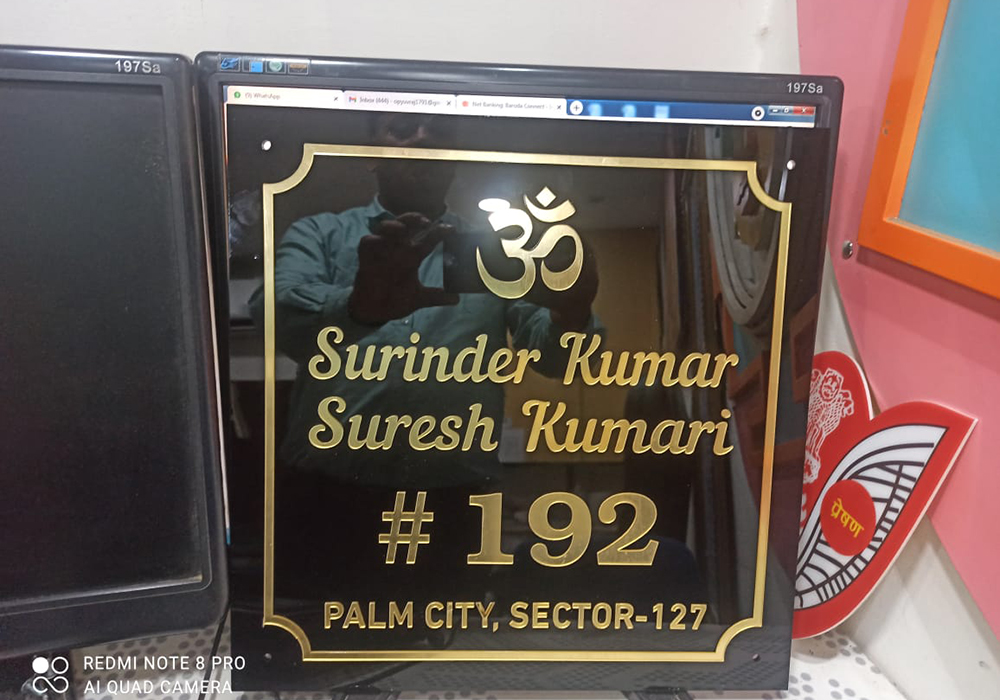 197Sa
197Sa
ॐ
Surinder Kumar
Suresh Kumari
# 192
PALM CITY, SECTOR-127
प्रेषण
REDMI NOTE 8 PRO
AI QUAD CAMERA